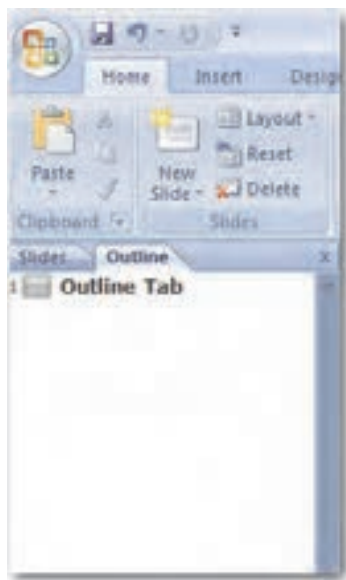 Home Insert Desig
Layout
Reset
Delete
Paste
New
Slide
Clipboard Slides
Slides Outline x
1 Outline Tab